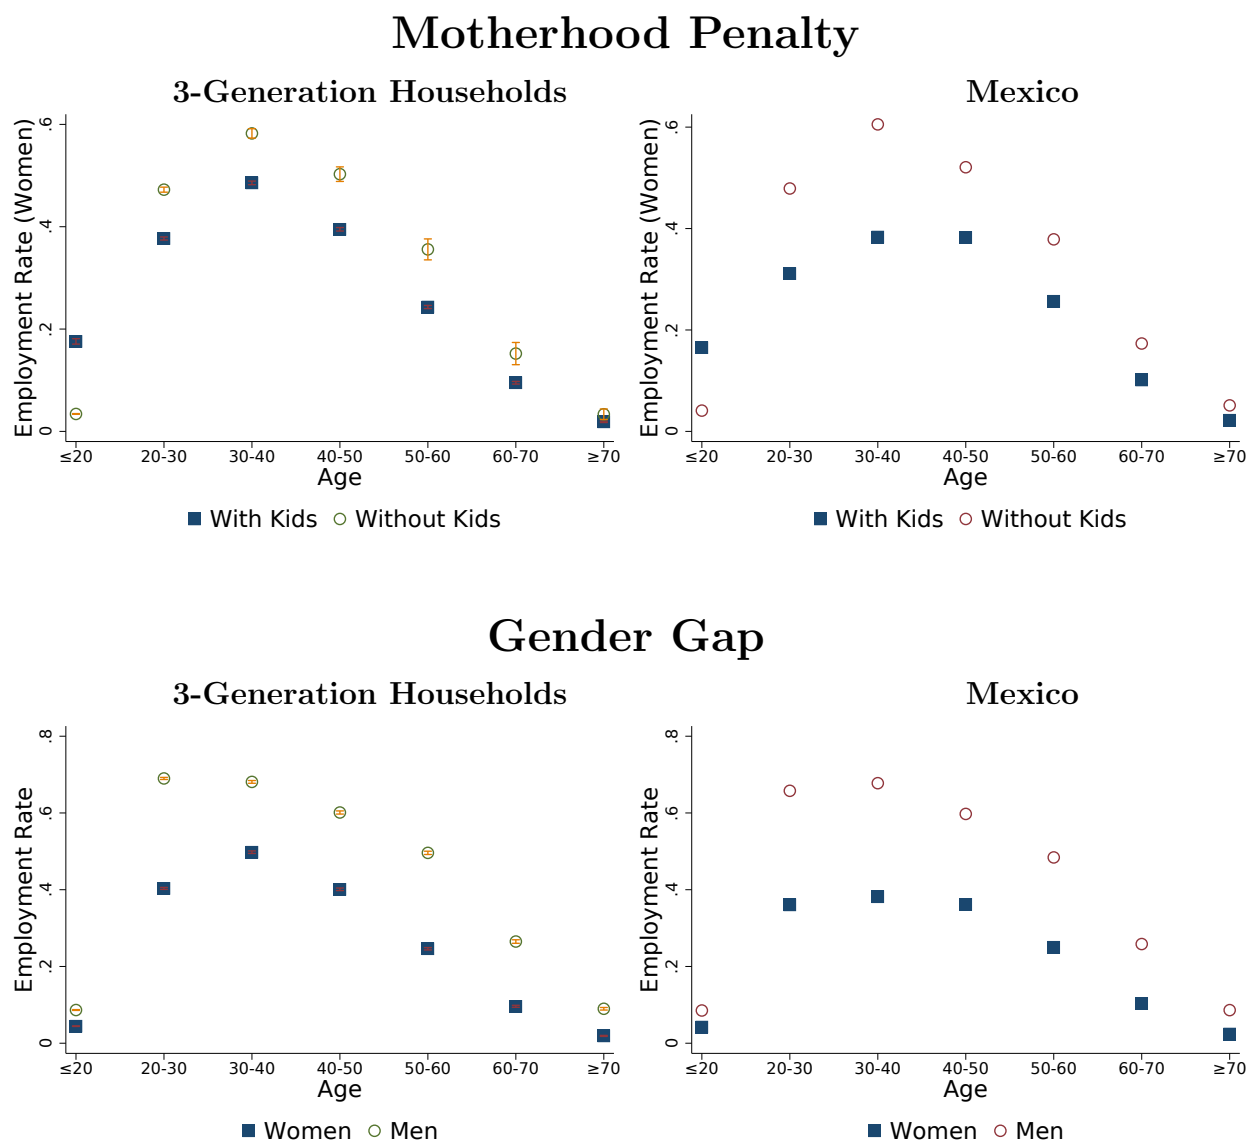 Motherhood Penalty
3-Generation Households
Employment Rate (Women)
0 .2 .4 .6
≤20 20-30 30-40 40-50 50-60 60-70 ≥70
Age
With Kids Without Kids
Mexico
Employment Rate (Women)
0 .2 .4 .6
≤20 20-30 30-40 40-50 50-60 60-70 ≥70
Age
With Kids Without Kids
Gender Gap
3-Generation Households
Employment Rate
0 .2 .4 .6 .8
≤20 20-30 30-40 40-50 50-60 60-70 ≥70
Age
Women Men
Mexico
Employment Rate
0 .2 .4 .6 .8
≤20 20-30 30-40 40-50 50-60 60-70 ≥70
Age
Women Men